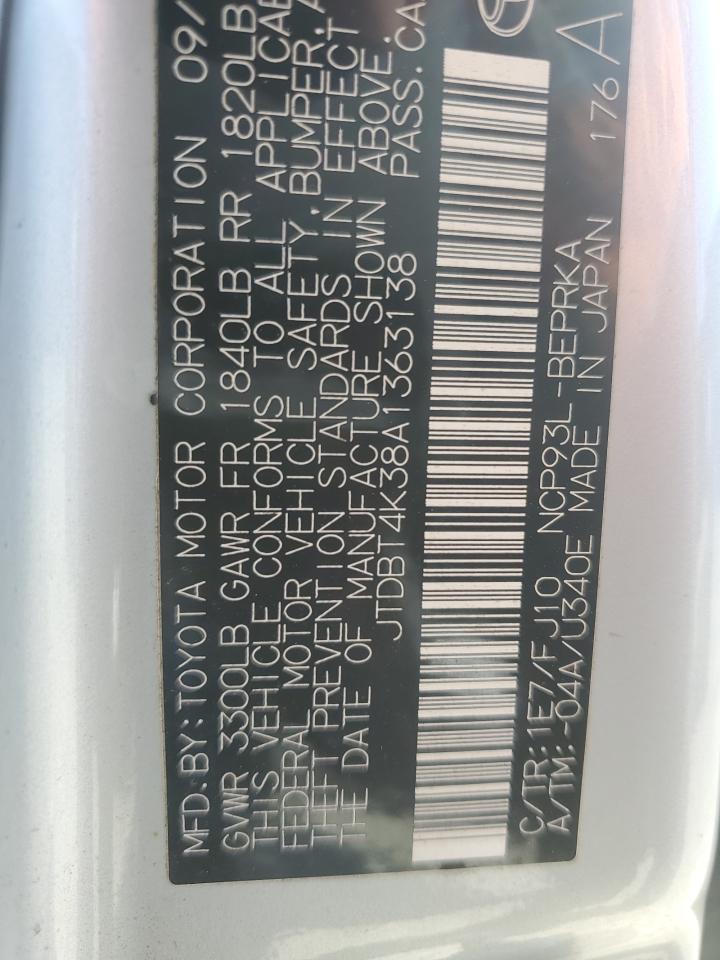 MFD.BY:TOYOTA MOTOR CORPORATION 09/
GVWR 3300LB GAWR FR 1840LB RR 1820LB
THIS VEHICLE CONFORMS TO ALL APPLICAB
FEDERAL MOTOR VEHICLE SAFETY, BUMPER, A
THEFT PREVENTION STANDARDS IN EFFECT
THE DATE OF MANUFACTURE SHOWN ABOVE.
JTDBT4K38A1363138 PASS.CA
C/TR:1E7/FJ10 NCP93L-BEPRKA 176 A
A/TM:-04A/U340E MADE IN JAPAN